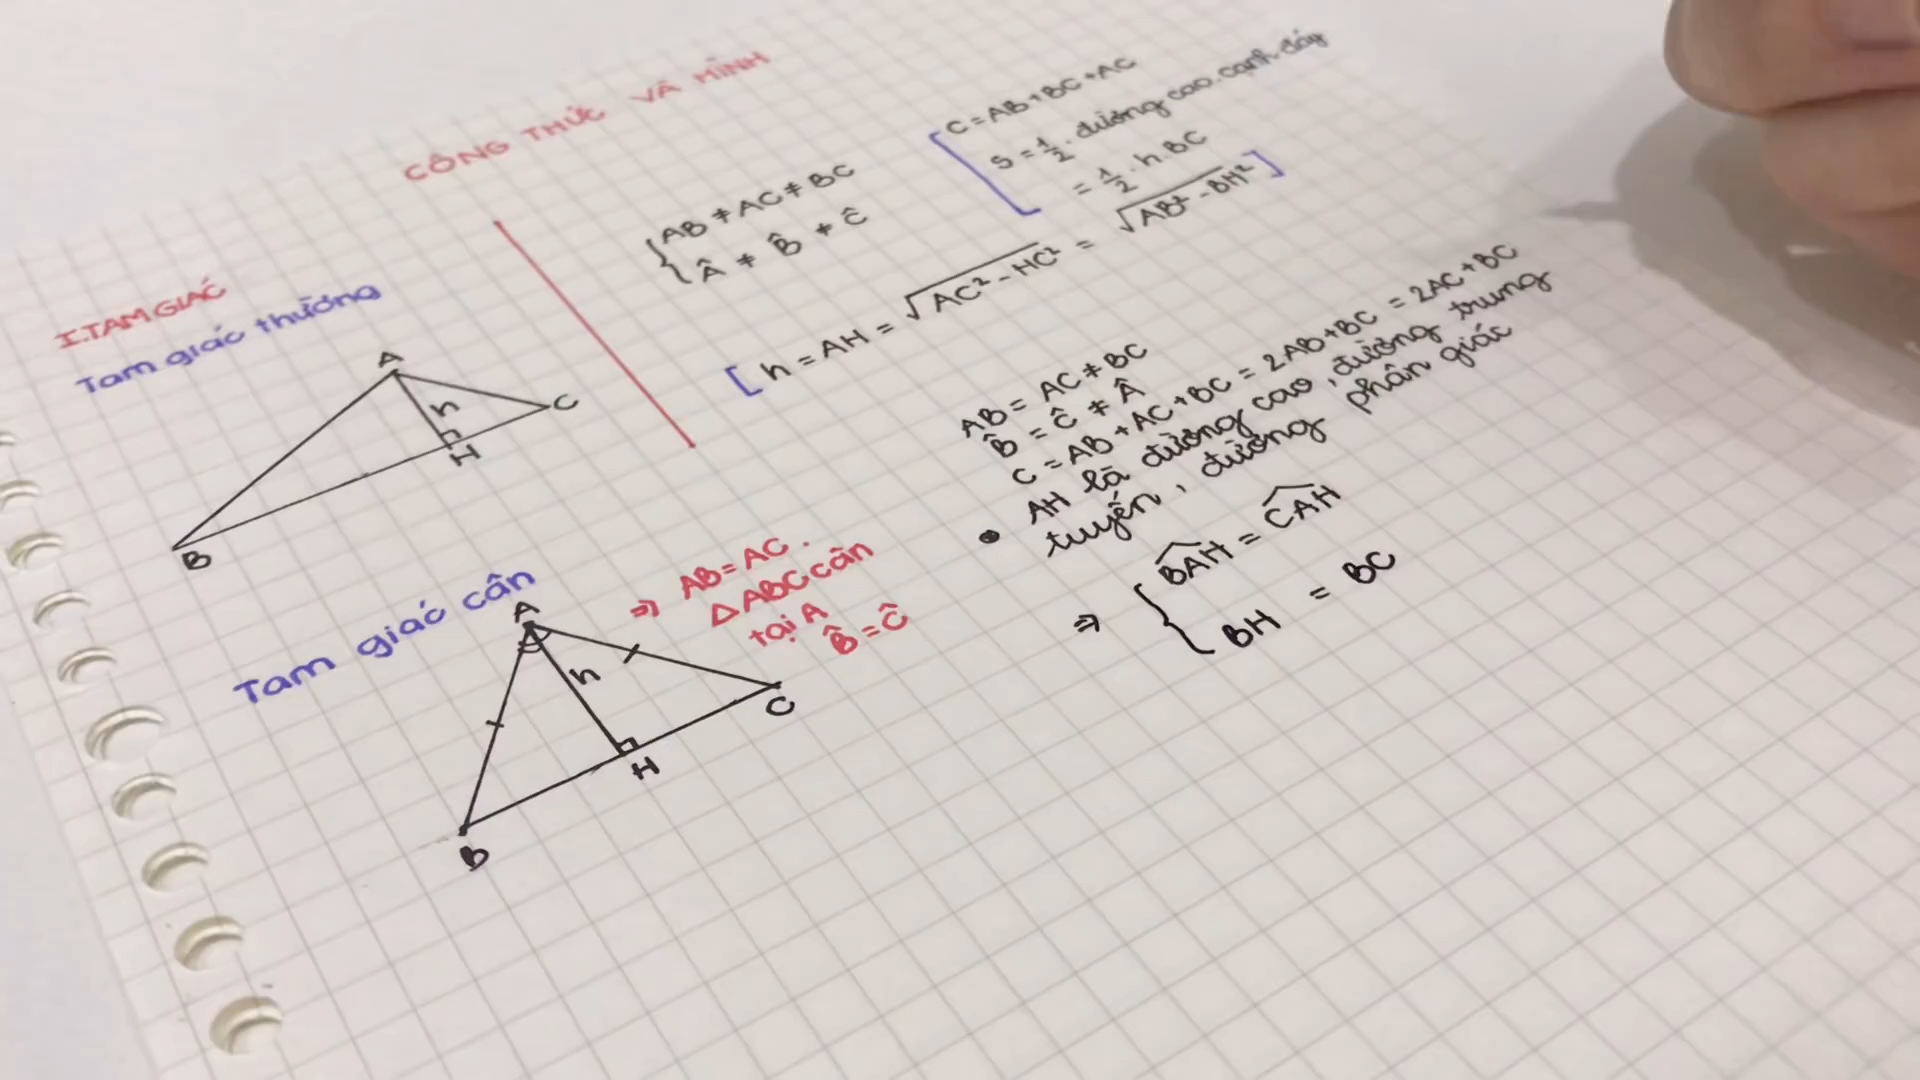 CÔNG THỨC VÀ HÌNH
I. TAM GIÁC
Tam giác thường
A
h
C
H
B
{ AB ≠ AC ≠ BC
Â ≠ B̂ ≠ Ĉ
[ C = AB + BC + AC
S = 1/2 . đường cao . cạnh đáy
= 1/2 . h . BC
[ h = AH = √AC² - HC² = √AB² - BH² ]
Tam giác cân
A
h
C
H
B
⇒ AB = AC.
△ABC cân
tại A
B̂ = Ĉ
AB = AC ≠ BC
B̂ = Ĉ ≠ Â
C = AB + AC + BC = 2AB + BC = 2AC + BC
• AH là đường cao, đường trung
tuyến, đường phân giác
⇒ { BAH = CAH
BH = BC